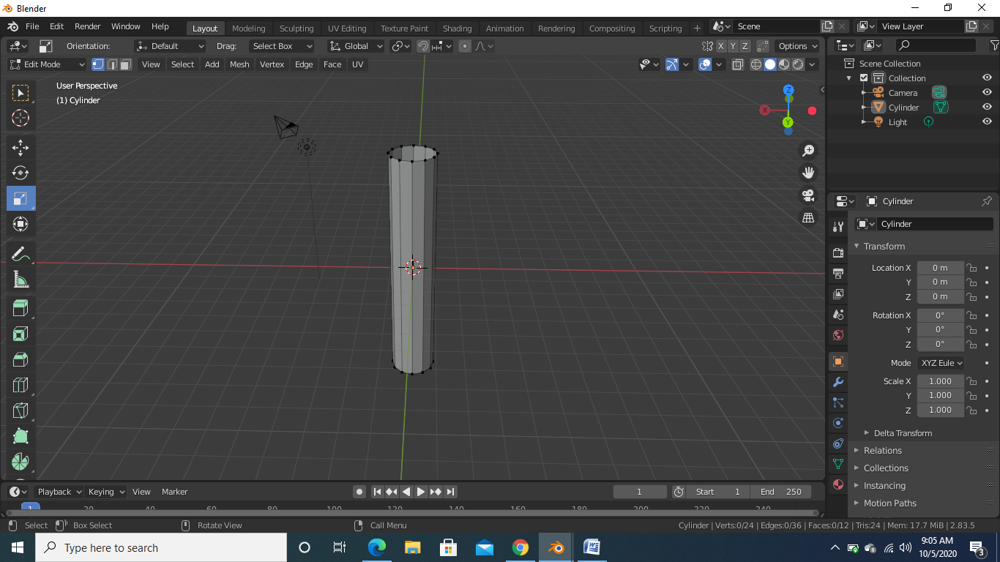 Blender
File Edit Render Window Help Layout Modeling Sculpting UV Editing Texture Paint Shading Animation Rendering Compositing Scripting + Scene View Layer
Orientation: Default Drag: Select Box Global X Y Z Options
Edit Mode View Select Add Mesh Vertex Edge Face UV
User Perspective
(1) Cylinder
Z
X
Y
Scene Collection
Collection
Camera
Cylinder
Light
Cylinder
Cylinder
Transform
Location X 0 m
Y 0 m
Z 0 m
Rotation X 0°
Y 0°
Z 0°
Mode XYZ Eule
Scale X 1.000
Y 1.000
Z 1.000
Delta Transform
Relations
Collections
Instancing
Motion Paths
Playback Keying View Marker 1 Start 1 End 250
1 20 40 60 80 100 120 140 160 180 200 220 240
Select Box Select Rotate View Call Menu Cylinder | Verts:0/24 | Edges:0/36 | Faces:0/12 | Tris:24 | Mem: 17.7 MiB | 2.83.5
Type here to search
9:05 AM
10/5/2020
3